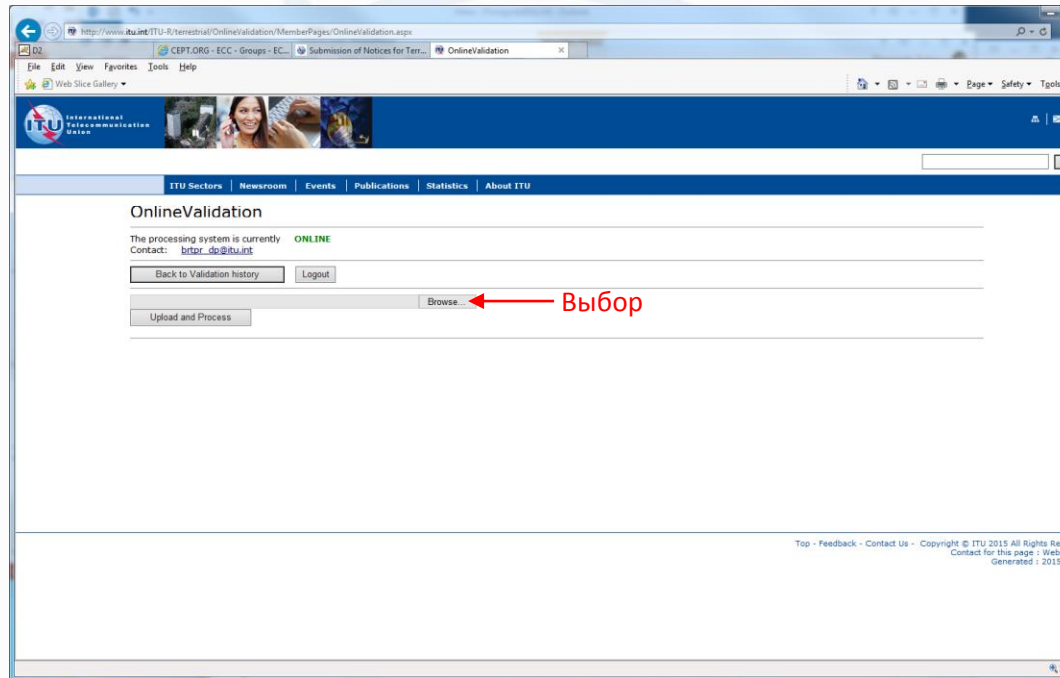 http://www.itu.int/ITU-R/terrestrial/OnlineValidation/MemberPages/OnlineValidation.aspx
D2 CEPT.ORG - ECC - Groups - EC... Submission of Notices for Terr... OnlineValidation
File Edit View Favorites Tools Help
Web Slice Gallery Page Safety Tools
ITU International
Telecommunication
Union
ITU Sectors | Newsroom | Events | Publications | Statistics | About ITU
OnlineValidation
The processing system is currently ONLINE
Contact: brtpr_dp@itu.int
Back to Validation history Logout
Browse... Выбор
Upload and Process
Top - Feedback - Contact Us - Copyright © ITU 2015 All Rights Re
Contact for this page : Web
Generated : 2015